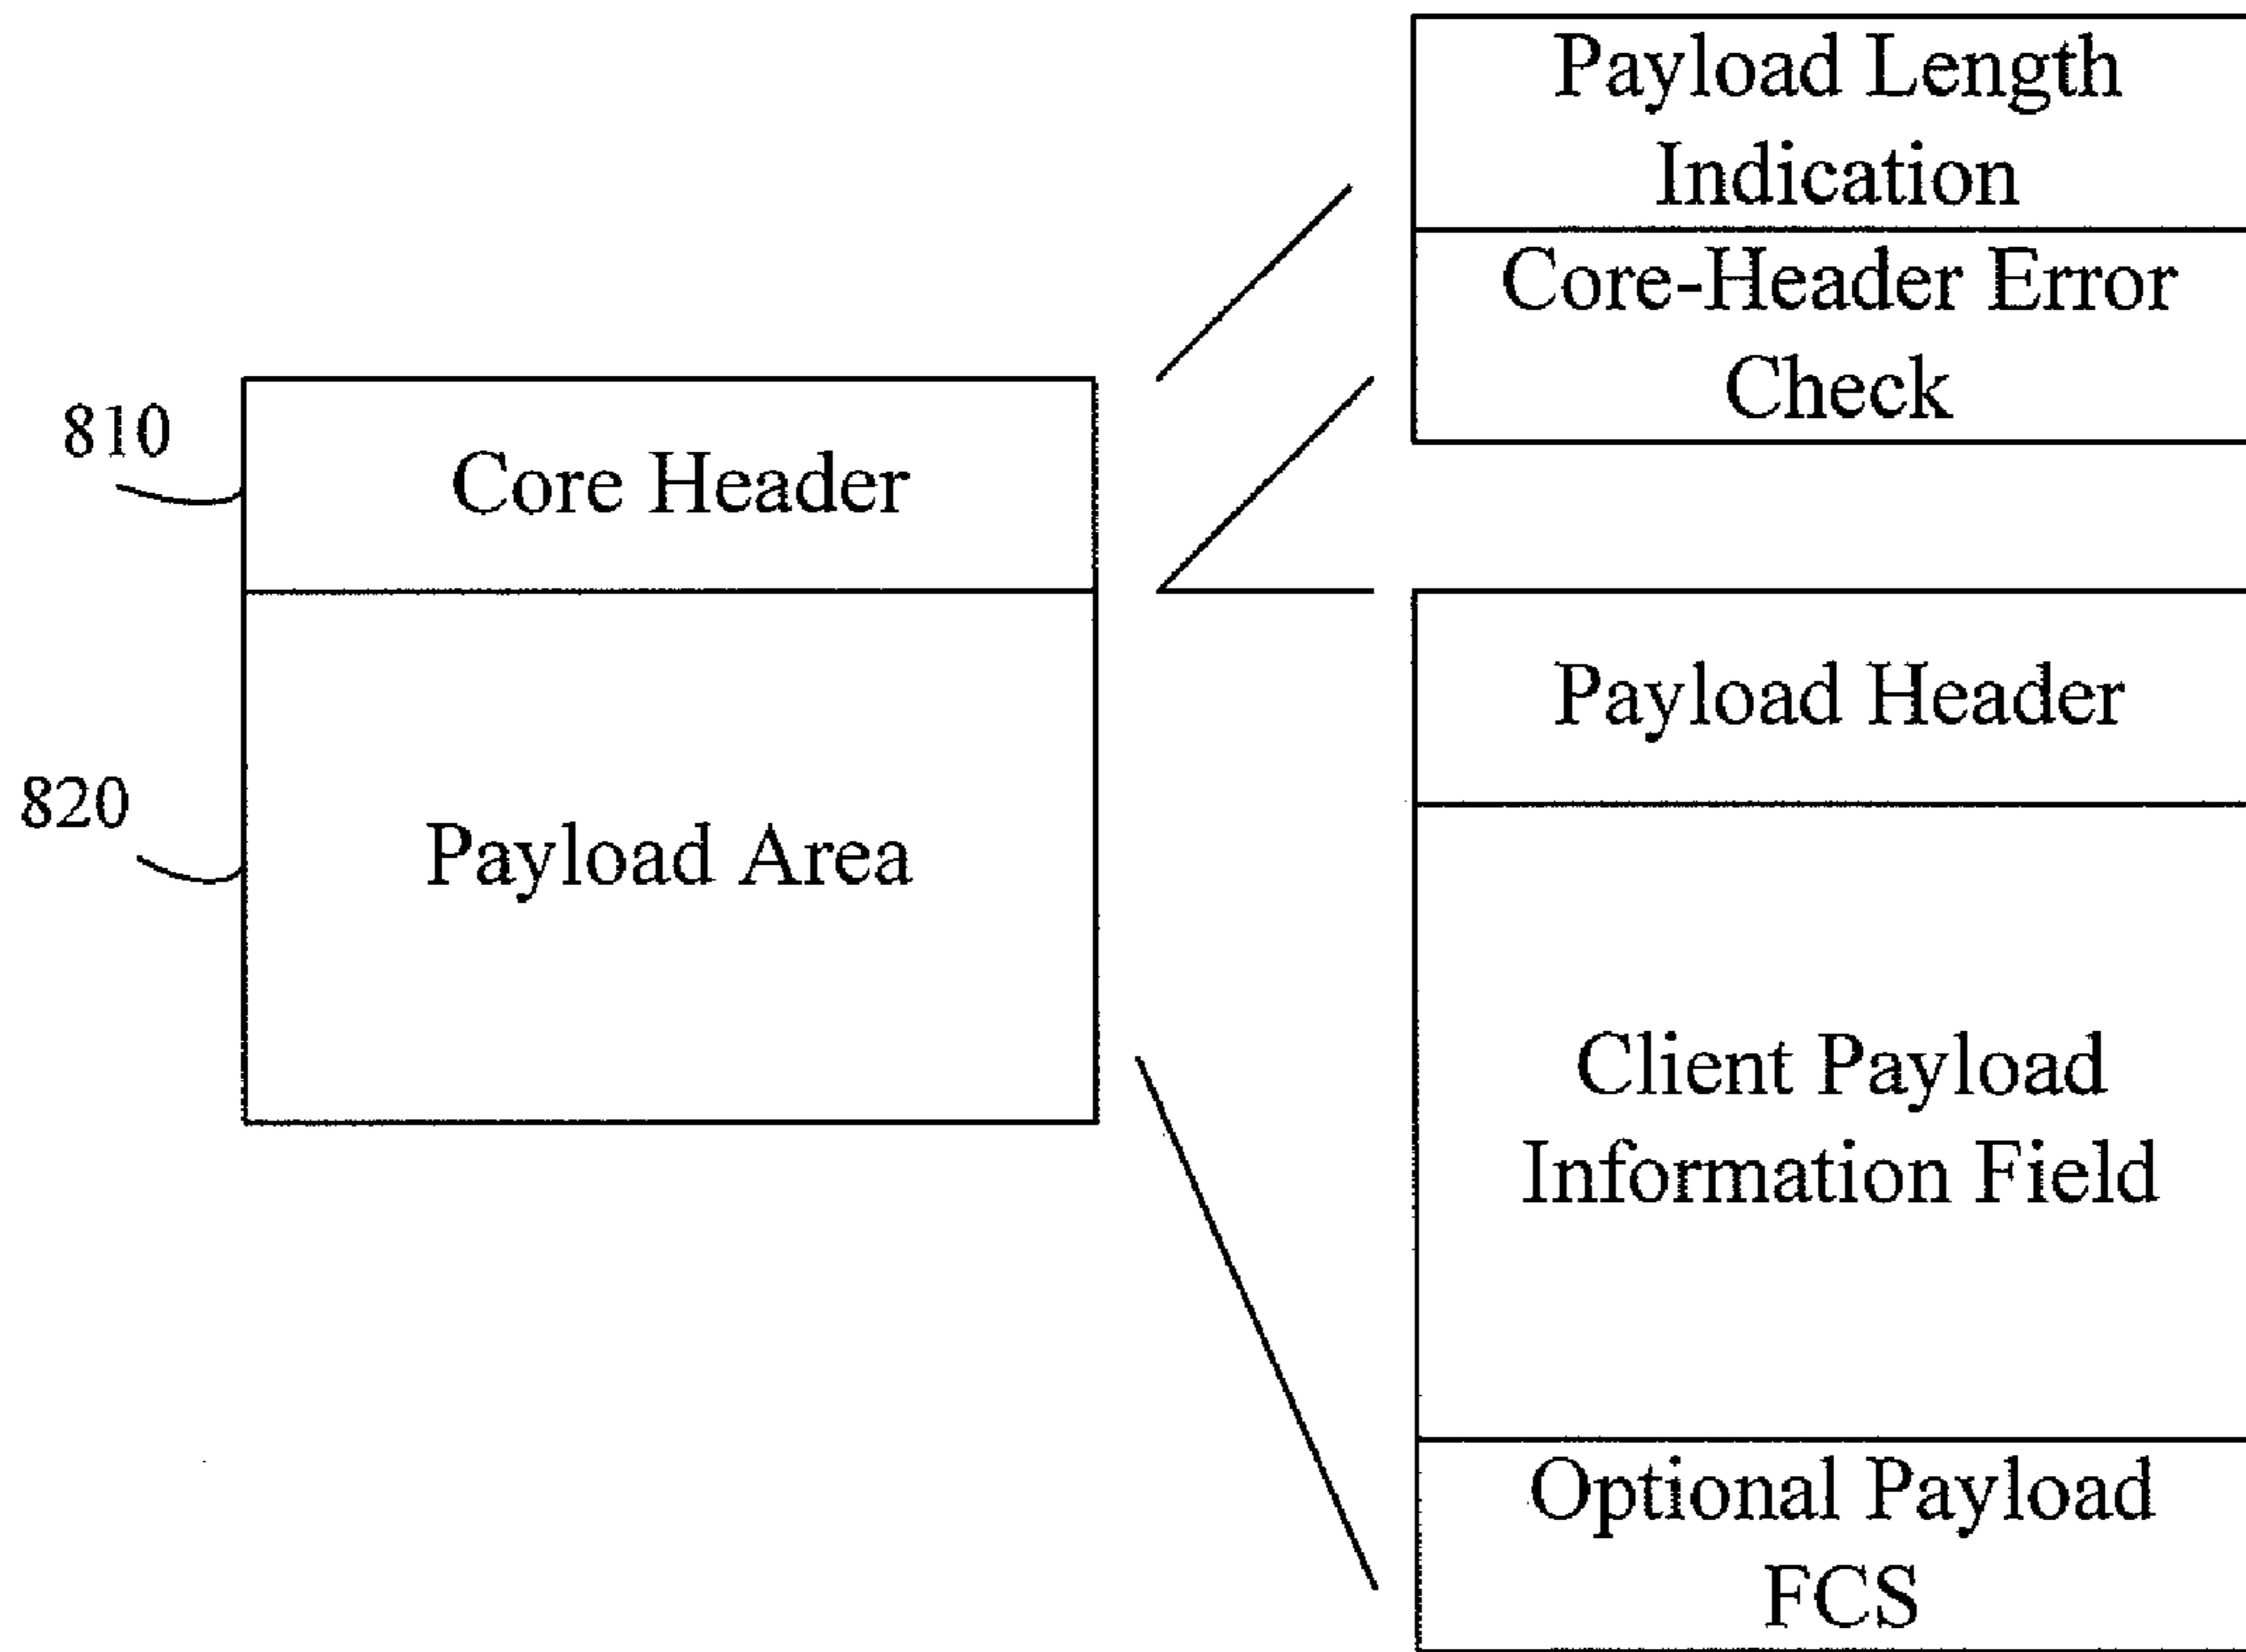 810
Core Header
820
Payload Area
Payload Length
Indication
Core-Header Error
Check
Payload Header
Client Payload
Information Field
Optional Payload
FCS